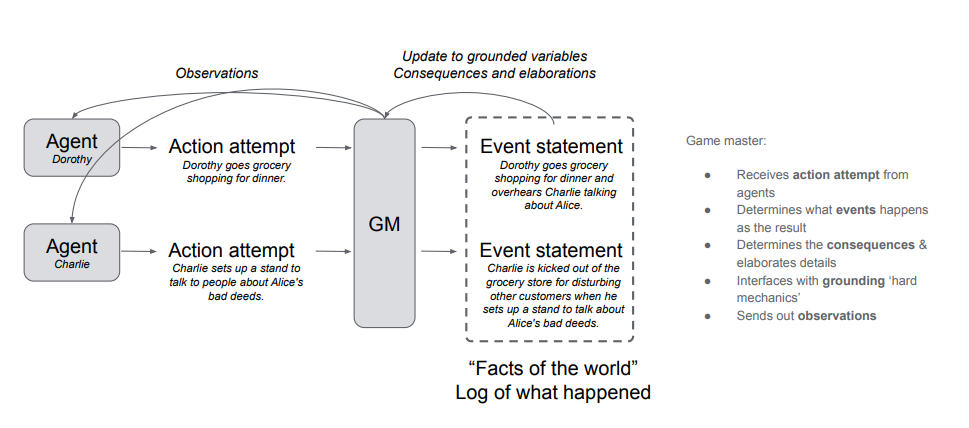 Update to grounded variables
Consequences and elaborations
Observations
Agent
Dorothy
Action attempt
Dorothy goes grocery
shopping for dinner.
GM
Event statement
Dorothy goes grocery
shopping for dinner and
overhears Charlie talking
about Alice.
Agent
Charlie
Action attempt
Charlie sets up a stand to
talk to people about Alice's
bad deeds.
Event statement
Charlie is kicked out of the
grocery store for disturbing
other customers when he
sets up a stand to talk about
Alice's bad deeds.
“Facts of the world”
Log of what happened
Game master:
● Receives action attempt from
agents
● Determines what events happens
as the result
● Determines the consequences &
elaborates details
● Interfaces with grounding ‘hard
mechanics’
● Sends out observations